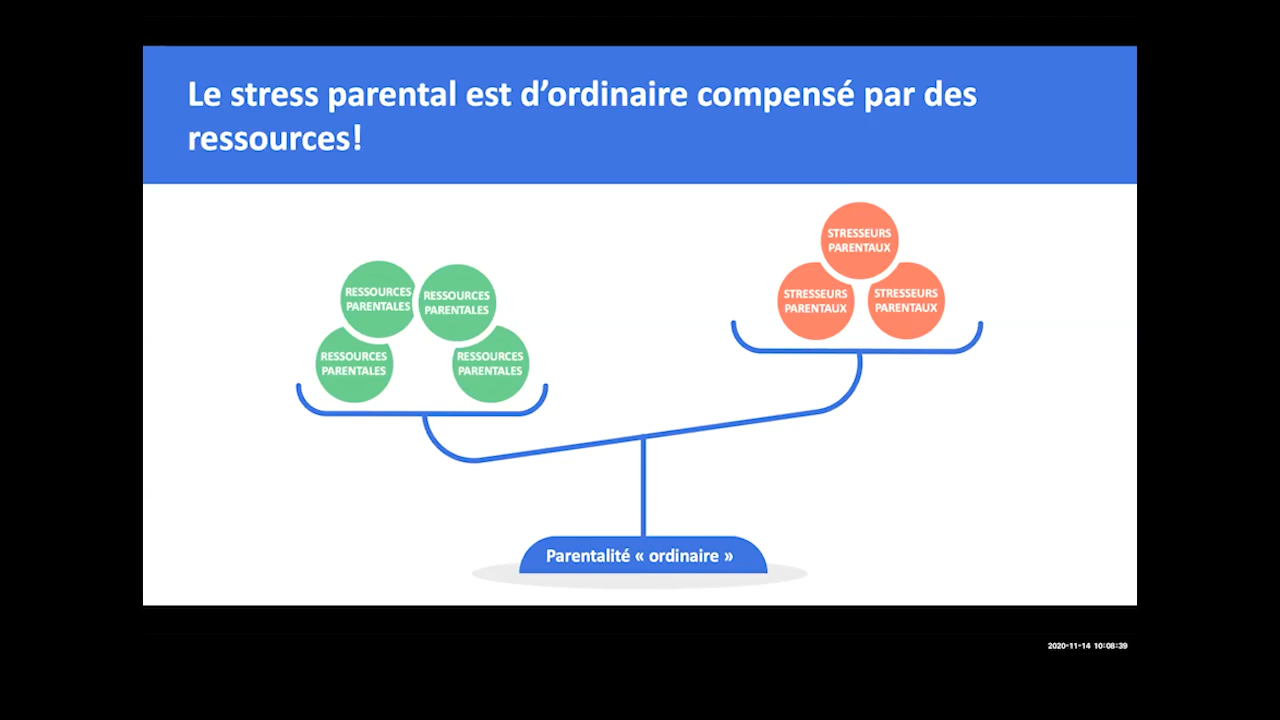 Le stress parental est d’ordinaire compensé par des
ressources!
STRESSEURS
PARENTAUX
STRESSEURS
PARENTAUX
STRESSEURS
PARENTAUX
RESSOURCES
PARENTALES
RESSOURCES
PARENTALES
RESSOURCES
PARENTALES
RESSOURCES
PARENTALES
Parentalité « ordinaire »
2020-11-14 10:08:39